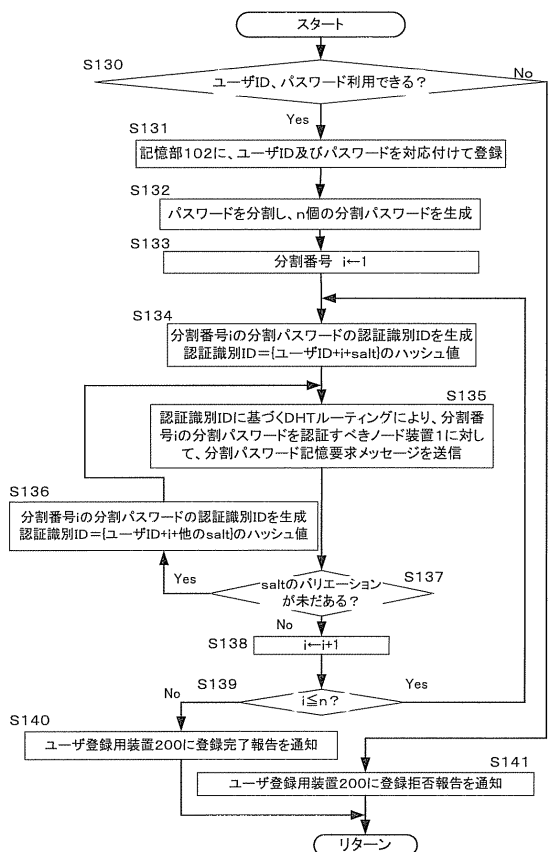 スタート
S130
ユーザID、パスワード利用できる?
No
Yes
S131
記憶部102に、ユーザID及びパスワードを対応付けて登録
S132
パスワードを分割し、n個の分割パスワードを生成
S133
分割番号 i←1
S134
分割番号iの分割パスワードの認証識別IDを生成
認証識別ID={ユーザID+i+salt}のハッシュ値
S135
認証識別IDに基づくDHTルーティングにより、分割番
号iの分割パスワードを認証すべきノード装置1に対し
て、分割パスワード記憶要求メッセージを送信
S136
分割番号iの分割パスワードの認証識別IDを生成
認証識別ID={ユーザID+i+他のsalt}のハッシュ値
Yes
saltのバリエーション
が未だある?
S137
No
S138
i←i+1
S139
No
i≦n?
Yes
S140
ユーザ登録用装置200に登録完了報告を通知
S141
ユーザ登録用装置200に登録拒否報告を通知
リターン